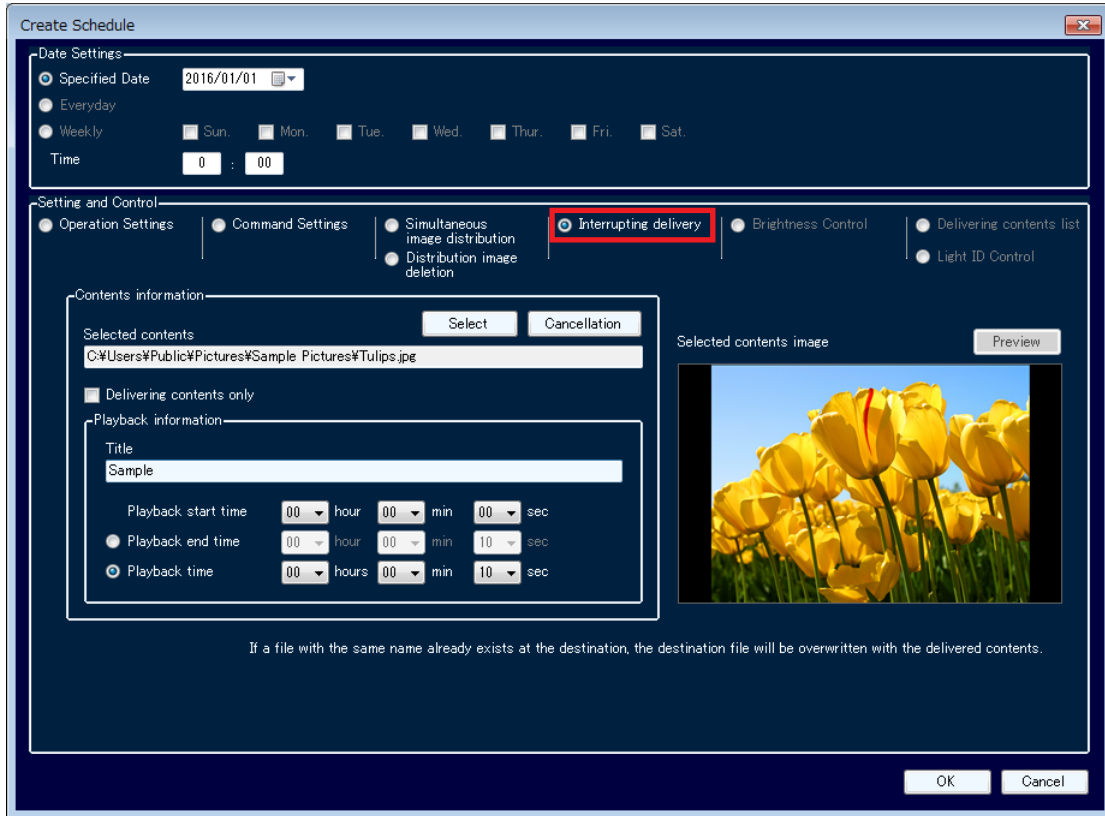 Create Schedule
Date Settings
Specified Date 2016/01/01
Everyday
Weekly Sun. Mon. Tue. Wed. Thur. Fri. Sat.
Time 0 : 00
Setting and Control
Operation Settings Command Settings Simultaneous image distribution Interrupting delivery Brightness Control Delivering contents list
Distribution image deletion Light ID Control
Contents information
Select Cancellation
Selected contents
C:¥Users¥Public¥Pictures¥Sample Pictures¥Tulips.jpg
Selected contents image Preview
Delivering contents only
Playback information
Title
Sample
Playback start time 00 hour 00 min 00 sec
Playback end time 00 hour 00 min 10 sec
Playback time 00 hours 00 min 10 sec
If a file with the same name already exists at the destination, the destination file will be overwritten with the delivered contents.
OK Cancel